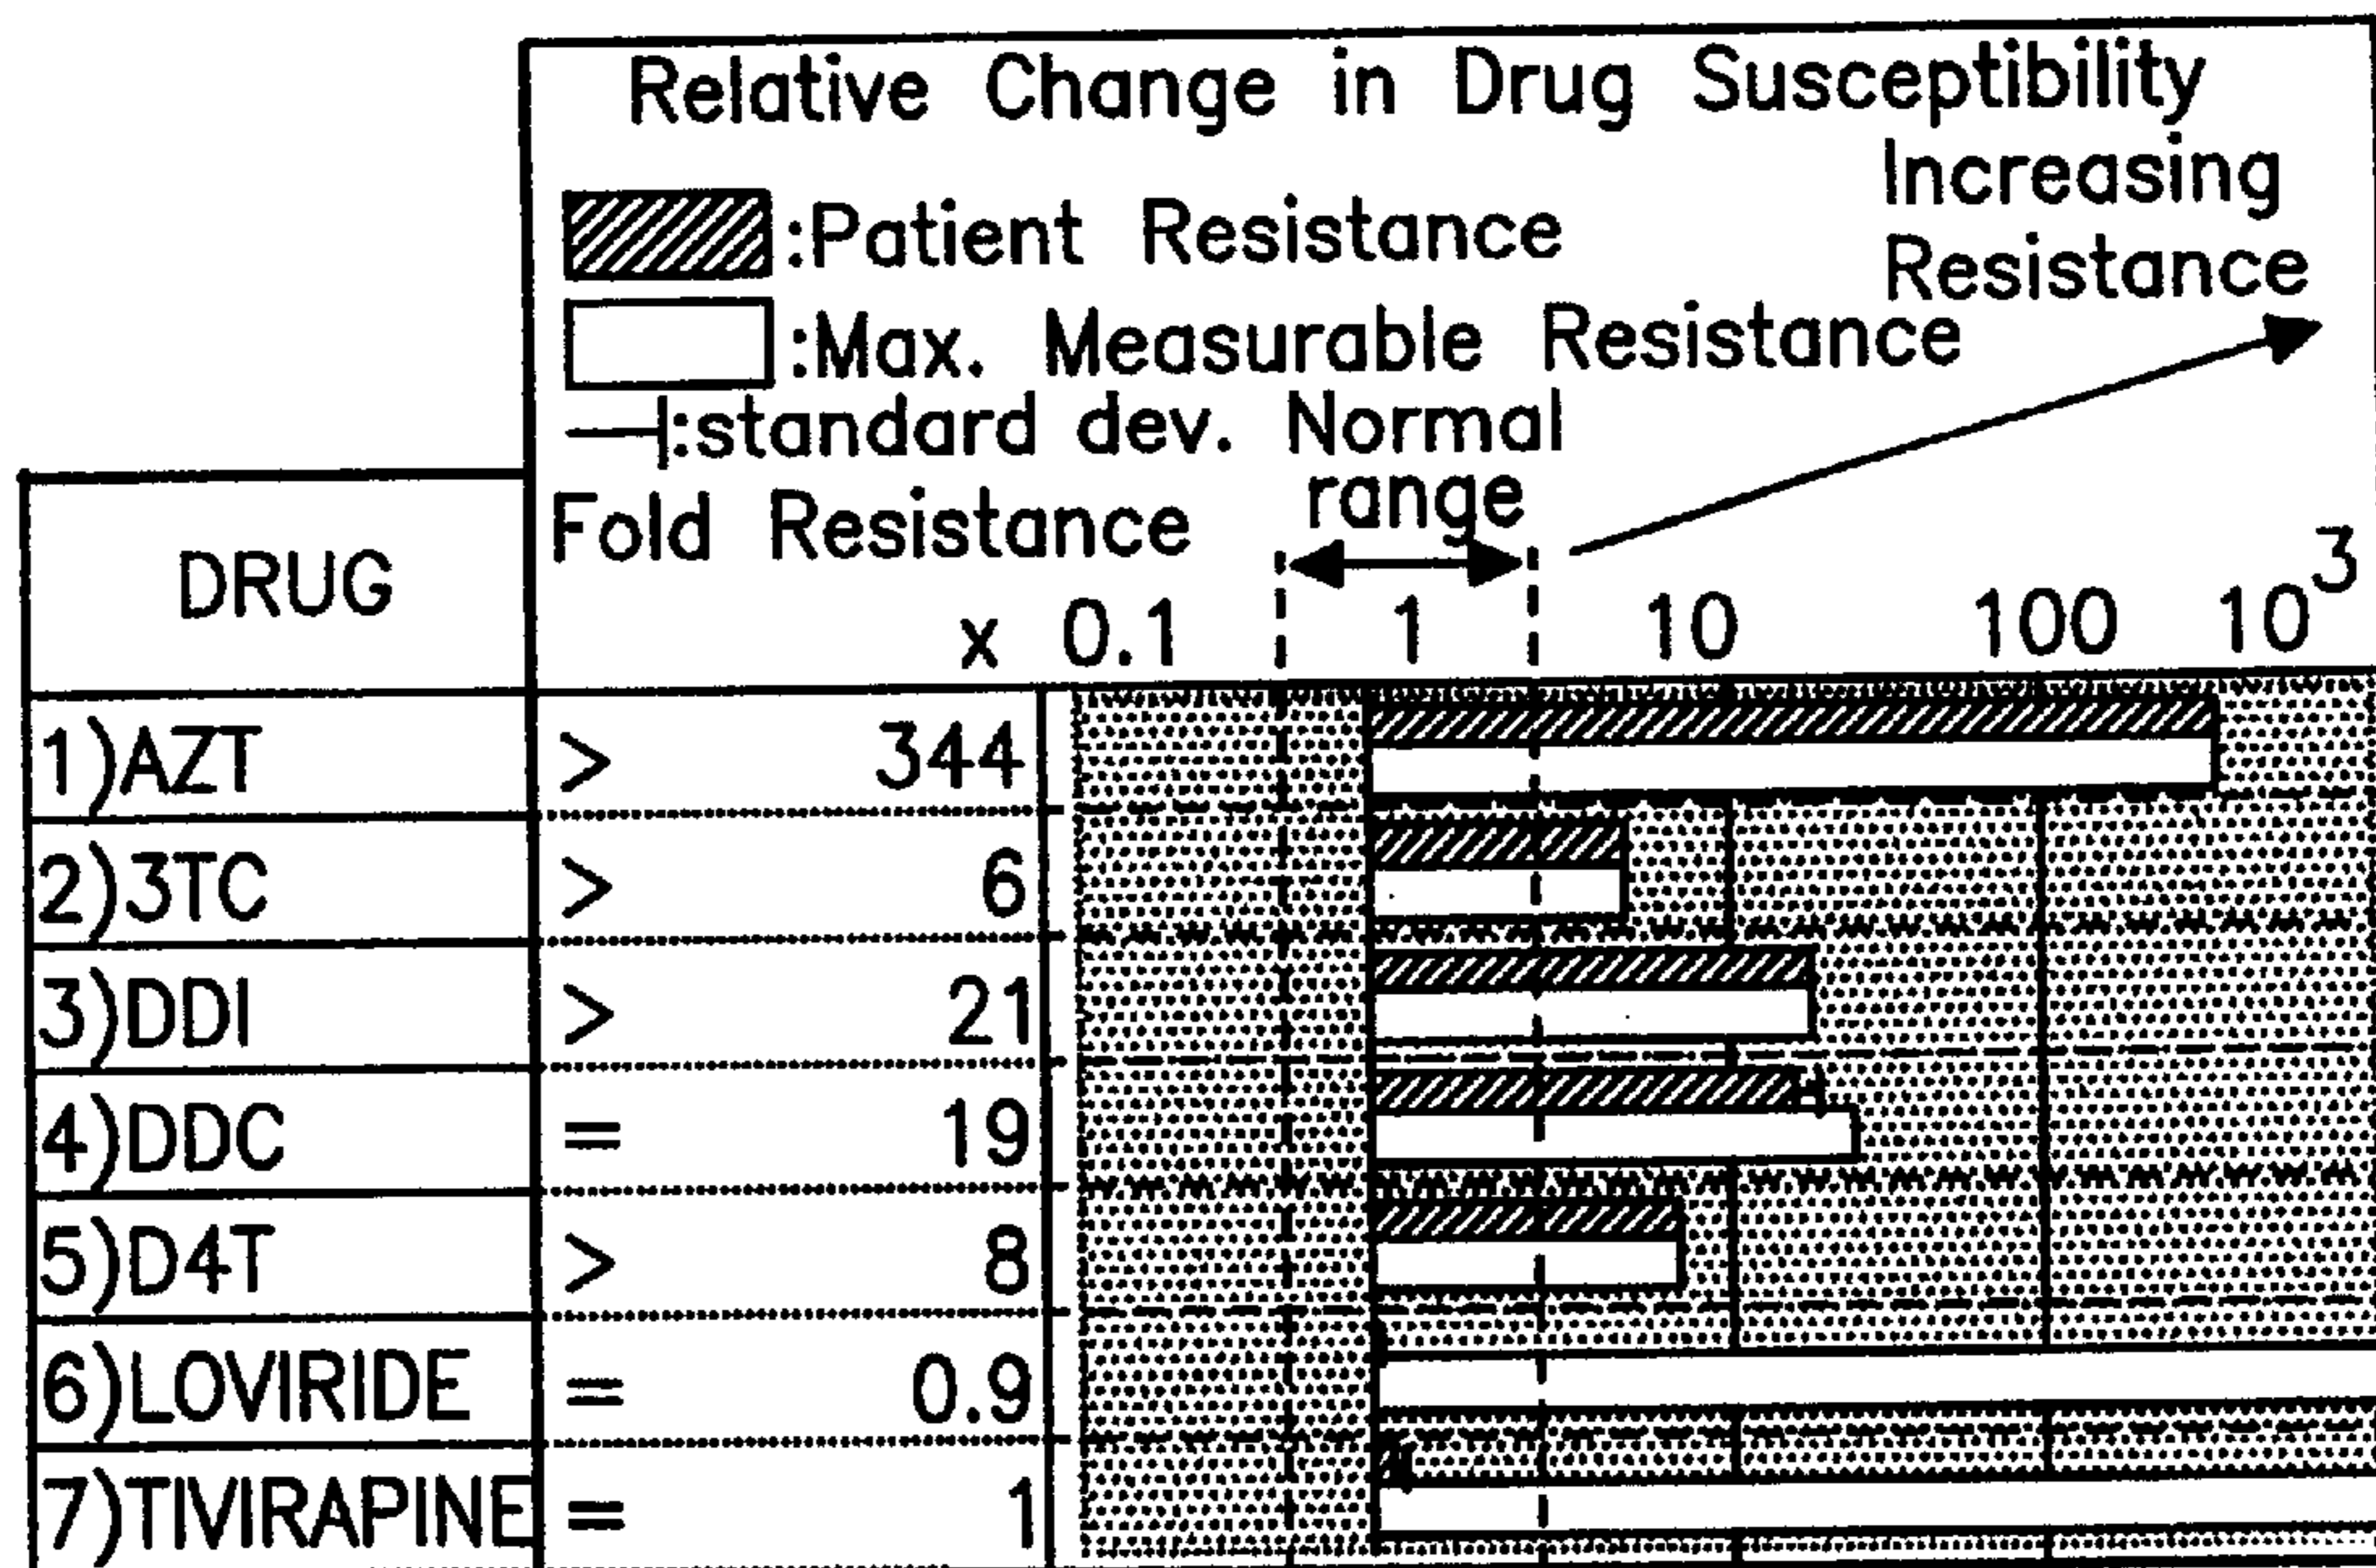 Relative Change in Drug Susceptibility
Increasing
Resistance
:Patient Resistance
:Max. Measurable Resistance
:standard dev. Normal
range
Fold Resistance
DRUG
x 0.1 1 10 100 10³
1)AZT > 344
2)3TC > 6
3)DDI > 21
4)DDC = 19
5)D4T > 8
6)LOVIRIDE = 0.9
7)TIVIRAPINE = 1